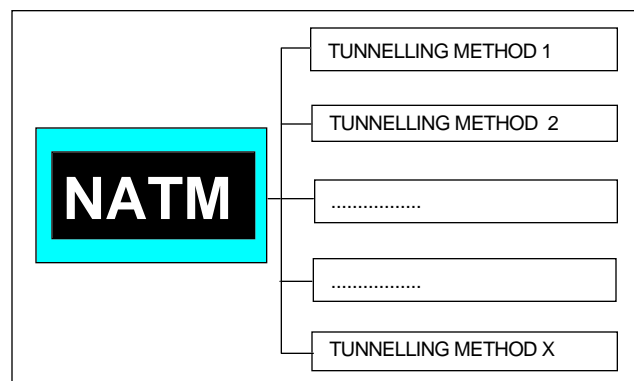 TUNNELLING METHOD 1
TUNNELLING METHOD 2
NATM
.................
.................
TUNNELLING METHOD X